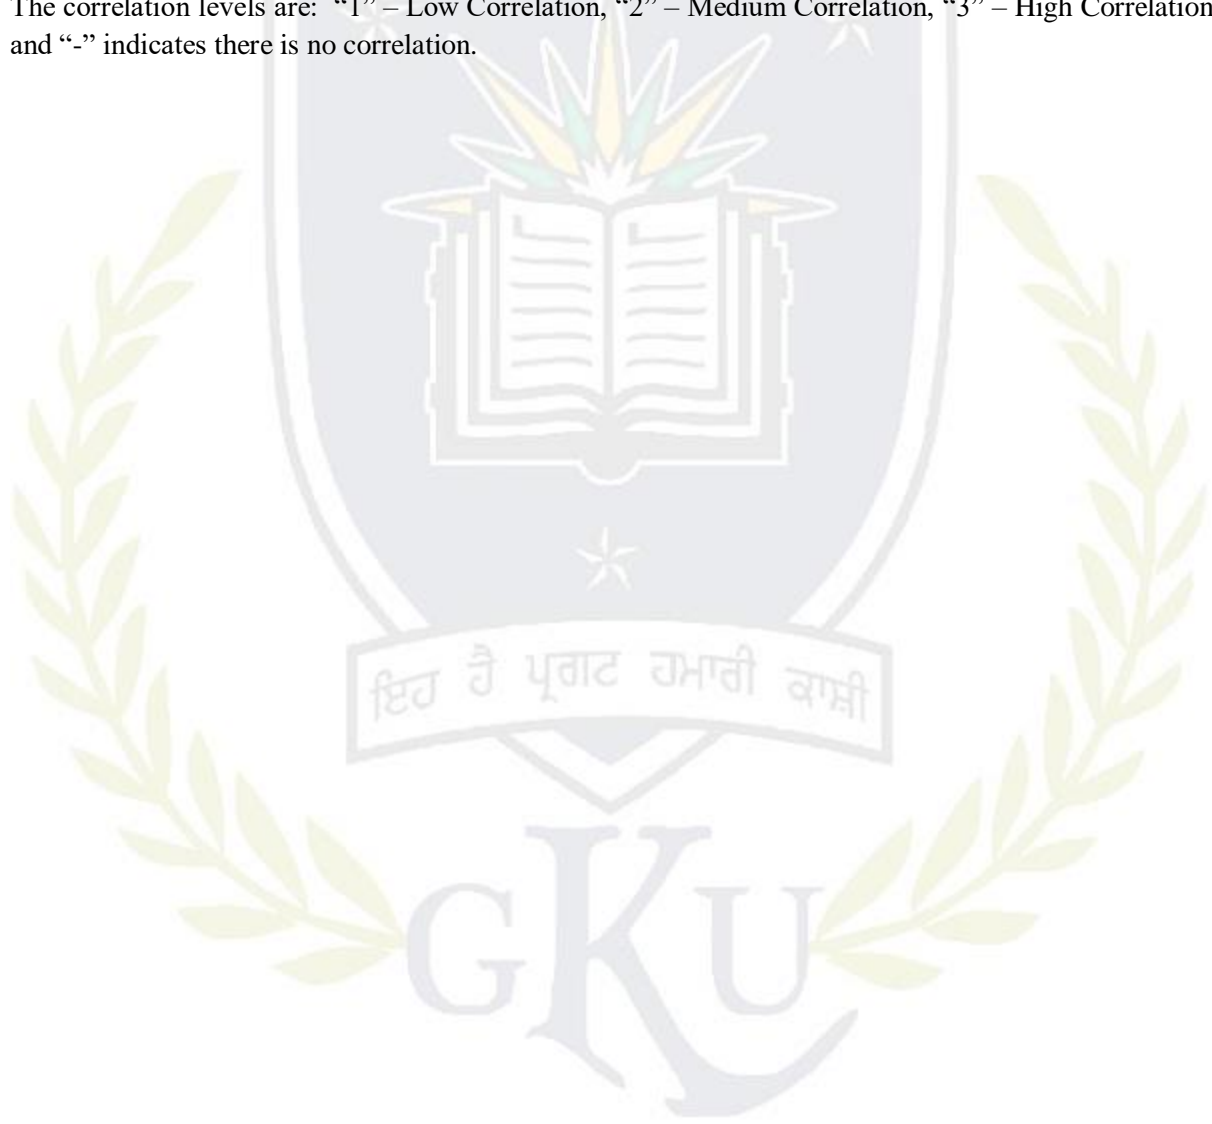 The correlation levels are: “1” – Low Correlation, “2” – Medium Correlation, “3” – High Correlation
and “-” indicates there is no correlation.
ਇਹ ਹੈ ਪ੍ਰਗਟ ਹਮਾਰੀ ਕਾਸ਼ੀ
GKU